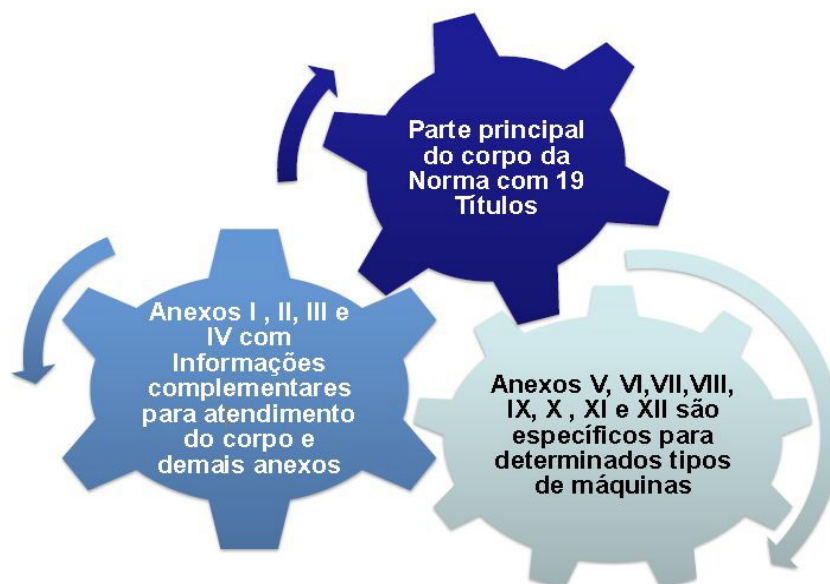 Parte principal
do corpo da
Norma com 19
Títulos
Anexos I , II, III e
IV com
Informações
complementares
para atendimento
do corpo e
demais anexos
Anexos V, VI,VII,VIII,
IX, X , XI e XII são
específicos para
determinados tipos
de máquinas